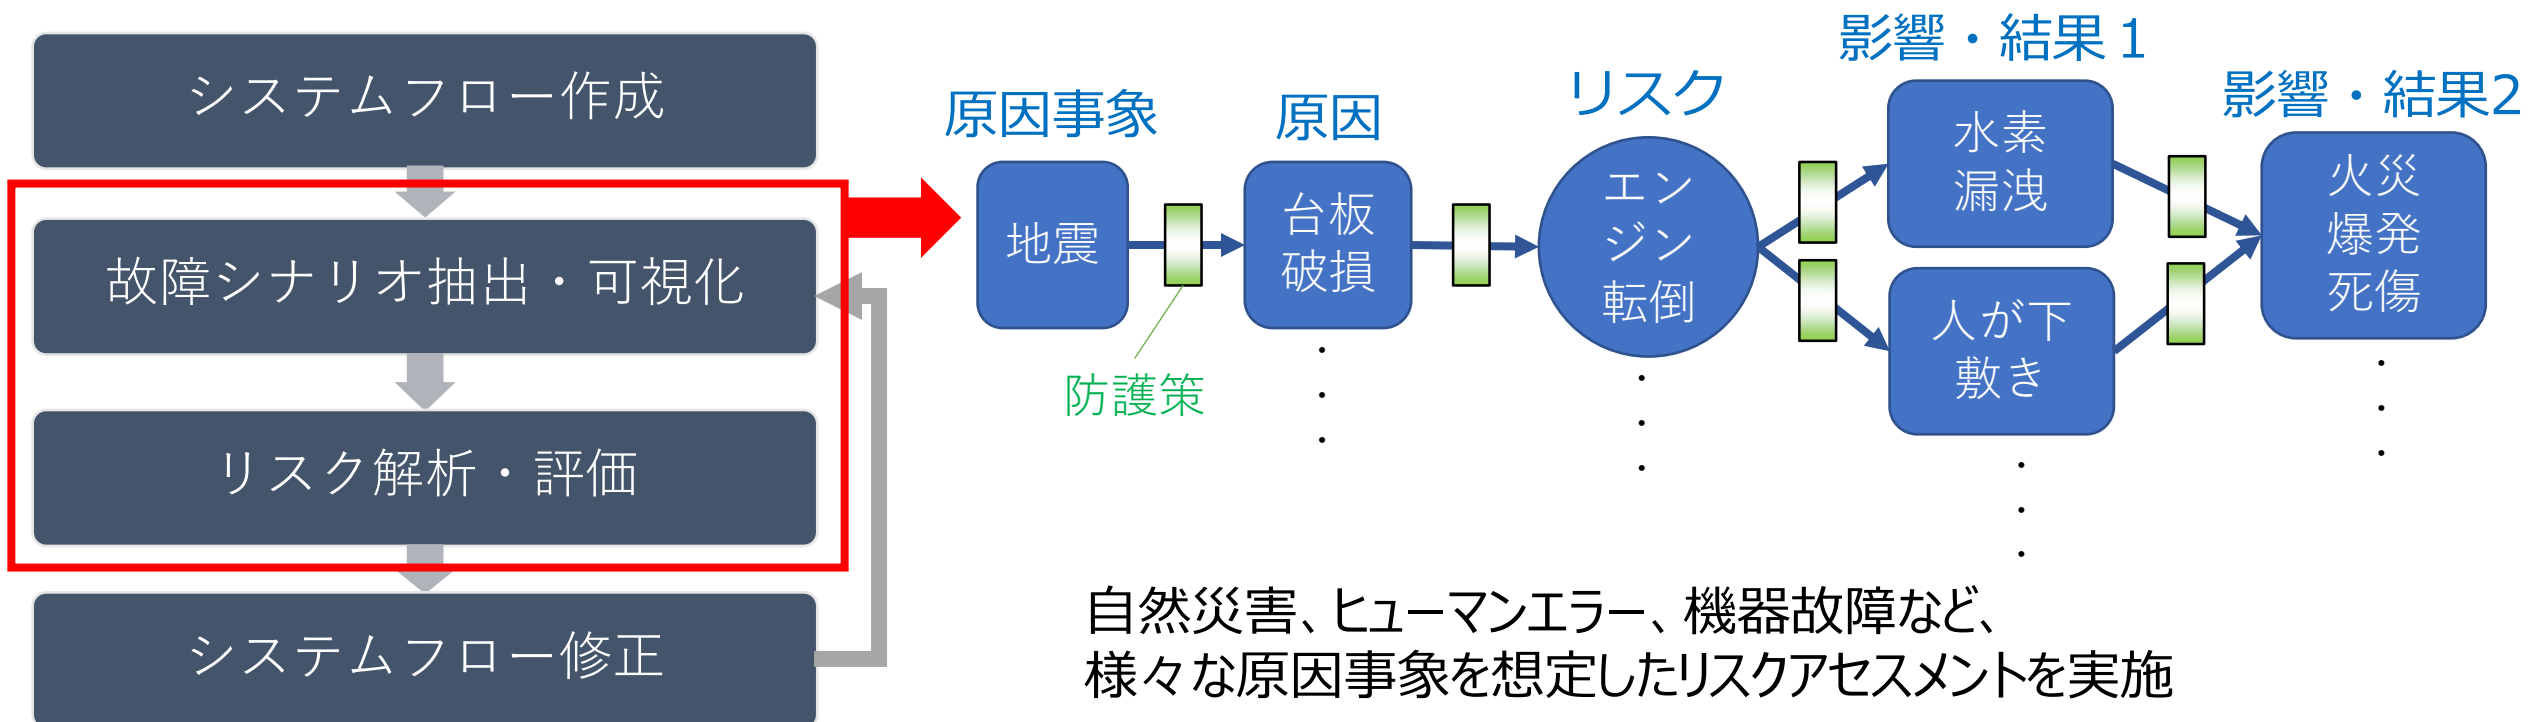 システムフロー作成
故障シナリオ抽出・可視化
リスク解析・評価
システムフロー修正
原因事象
地震
防護策
原因
台板
破損
リスク
エン
ジン
転倒
影響・結果1
水素
漏洩
人が下
敷き
影響・結果2
火災
爆発
死傷
自然災害、ヒューマンエラー、機器故障など、
様々な原因事象を想定したリスクアセスメントを実施